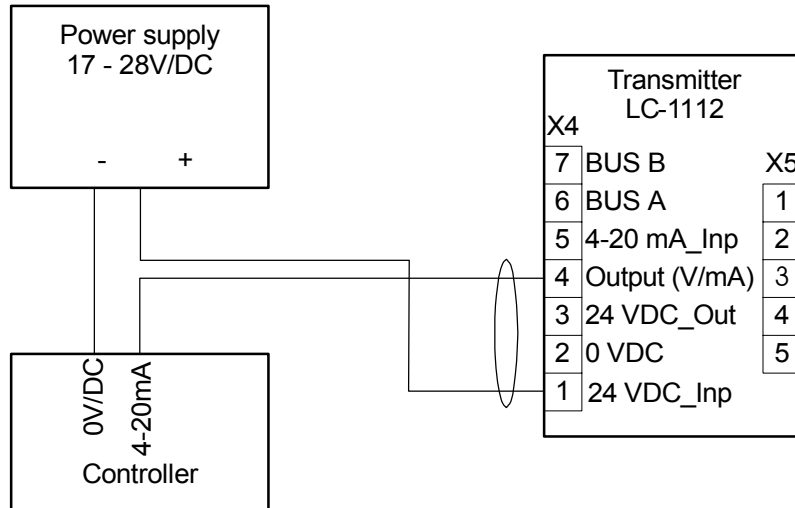 Power supply
17 - 28V/DC
- +
0V/DC
4-20mA
Controller
Transmitter
LC-1112
X4
7 BUS B
6 BUS A
5 4-20 mA_Inp
4 Output (V/mA)
3 24 VDC_Out
2 0 VDC
1 24 VDC_Inp
X5
1
2
3
4
5